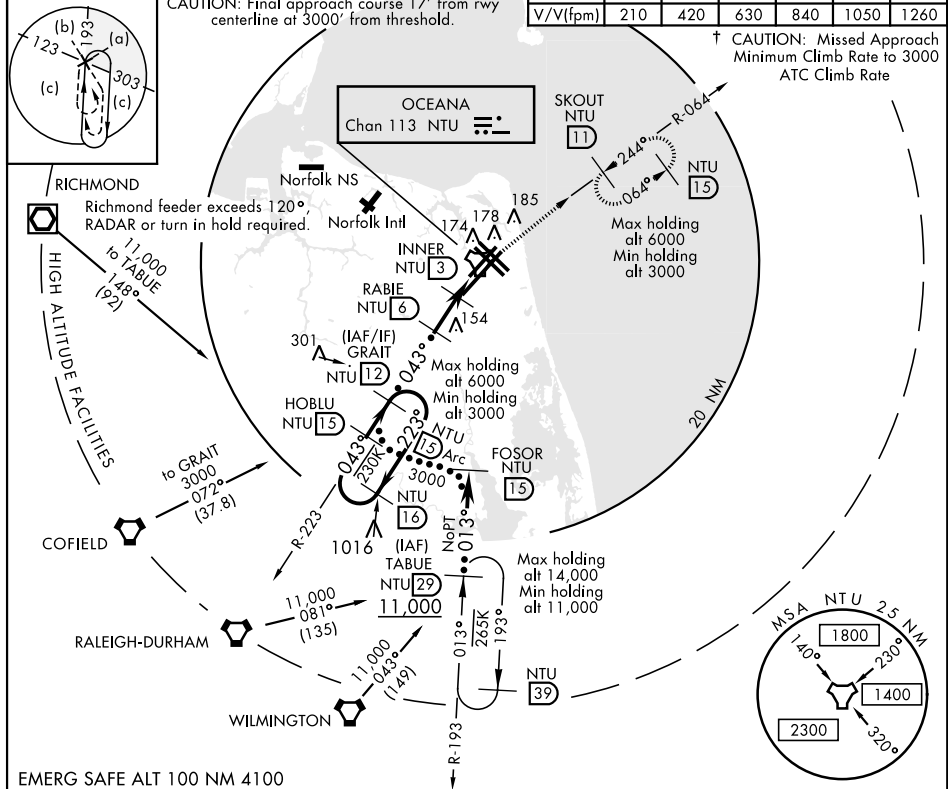 CAUTION: Final approach course 17' from rwy
centerline at 3000' from threshold.
V/V(fpm) 210 420 630 840 1050 1260
† CAUTION: Missed Approach
Minimum Climb Rate to 3000
ATC Climb Rate
(b)
193
(a)
123
303
(c)
(c)
OCEANA
Chan 113 NTU
SKOUT
NTU
11
R-064
244°
064°
NTU
15
Max holding
alt 6000
Min holding
alt 3000
RICHMOND
Richmond feeder exceeds 120°,
RADAR or turn in hold required.
Norfolk NS
Norfolk Intl
174
178
185
INNER
NTU 3
RABIE
NTU 6
154
11,000
to TABUE
148°
(92)
HIGH ALTITUDE FACILITIES
301
(IAF/IF)
GRAIT
NTU 12
043°
Max holding
alt 6000
Min holding
alt 3000
20 NM
HOBLU
NTU 15
043°
230K
223°
NTU
15 Arc
3000
FOSOR
NTU
15
to GRAIT
3000
072°
(37.8)
COFIELD
R-223
NTU
16
1016
NoPT
013°
(IAF)
TABUE
NTU 29
11,000
Max holding
alt 14,000
Min holding
alt 11,000
11,000
081°
(135)
RALEIGH-DURHAM
013°
265K
193°
11,000
043°
(149)
WILMINGTON
NTU
39
R-193
MSA NTU 25 NM
1800
140°
230°
1400
2300
320°
EMERG SAFE ALT 100 NM 4100